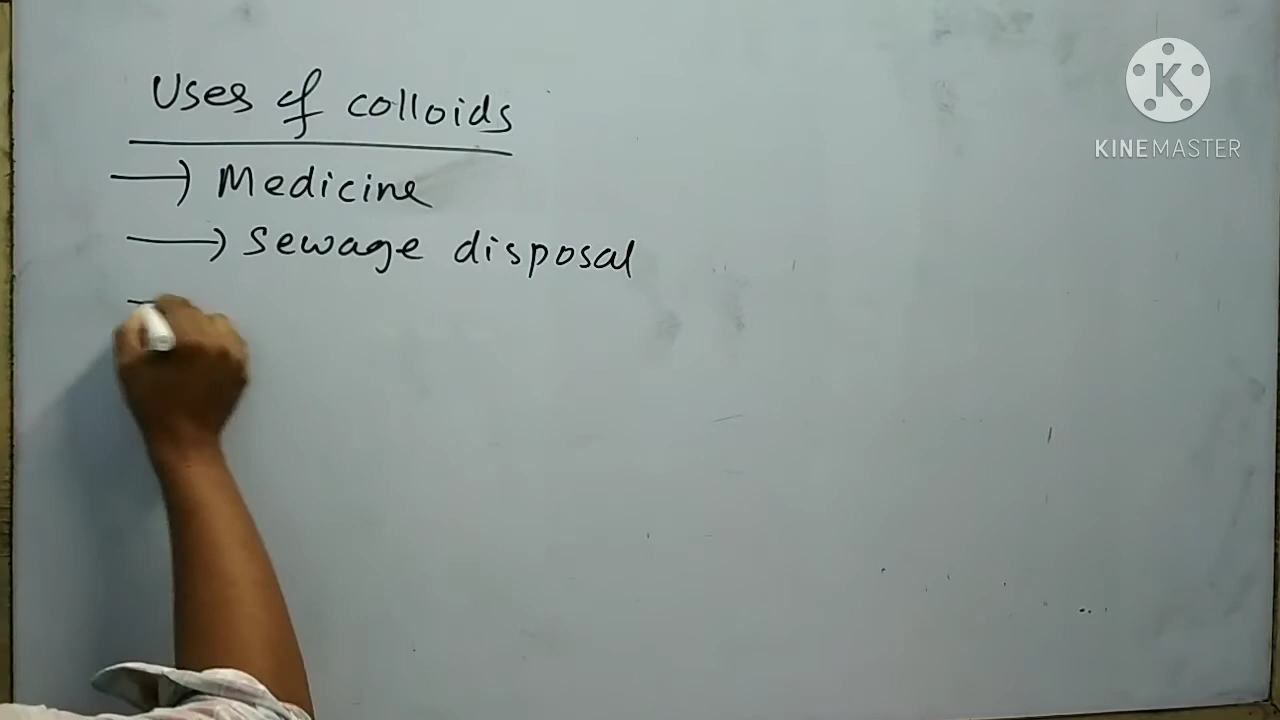 Uses of colloids
→ Medicine
→ Sewage disposal
K
KINEMASTER